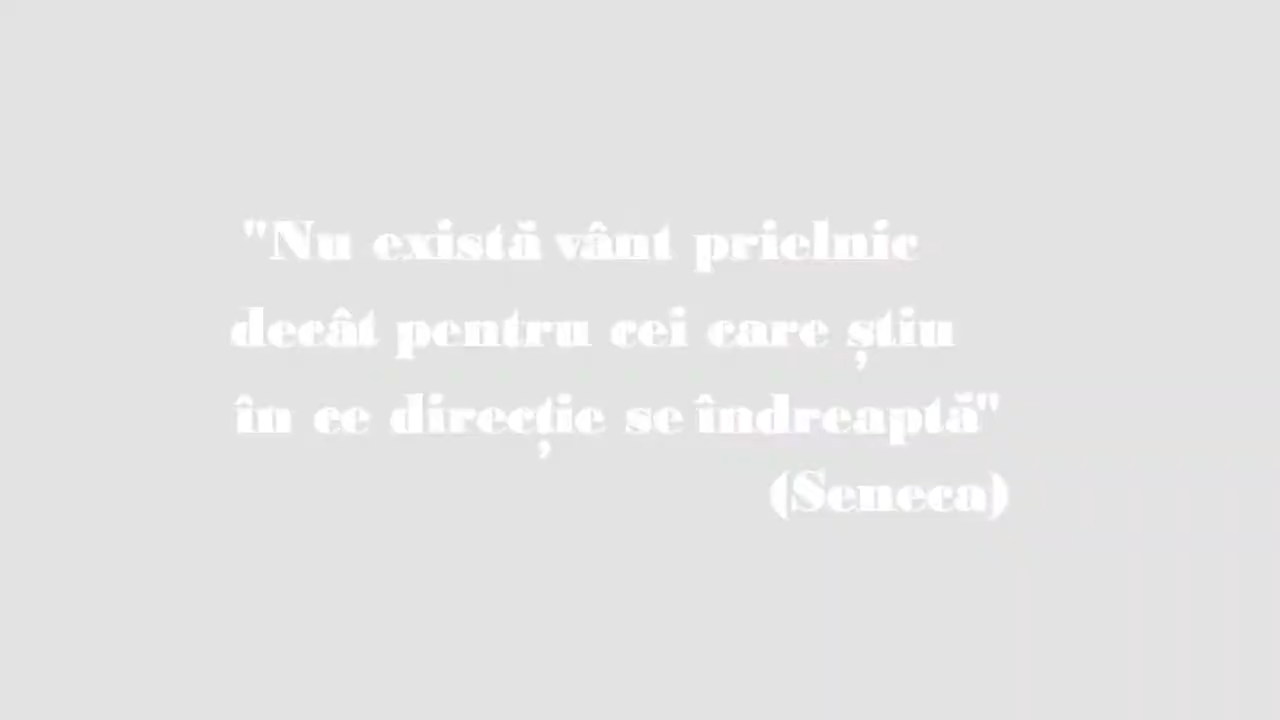 "Nu există vânt prielnic
decât pentru cei care știu
în ce direcție se îndreaptă"
(Seneca)